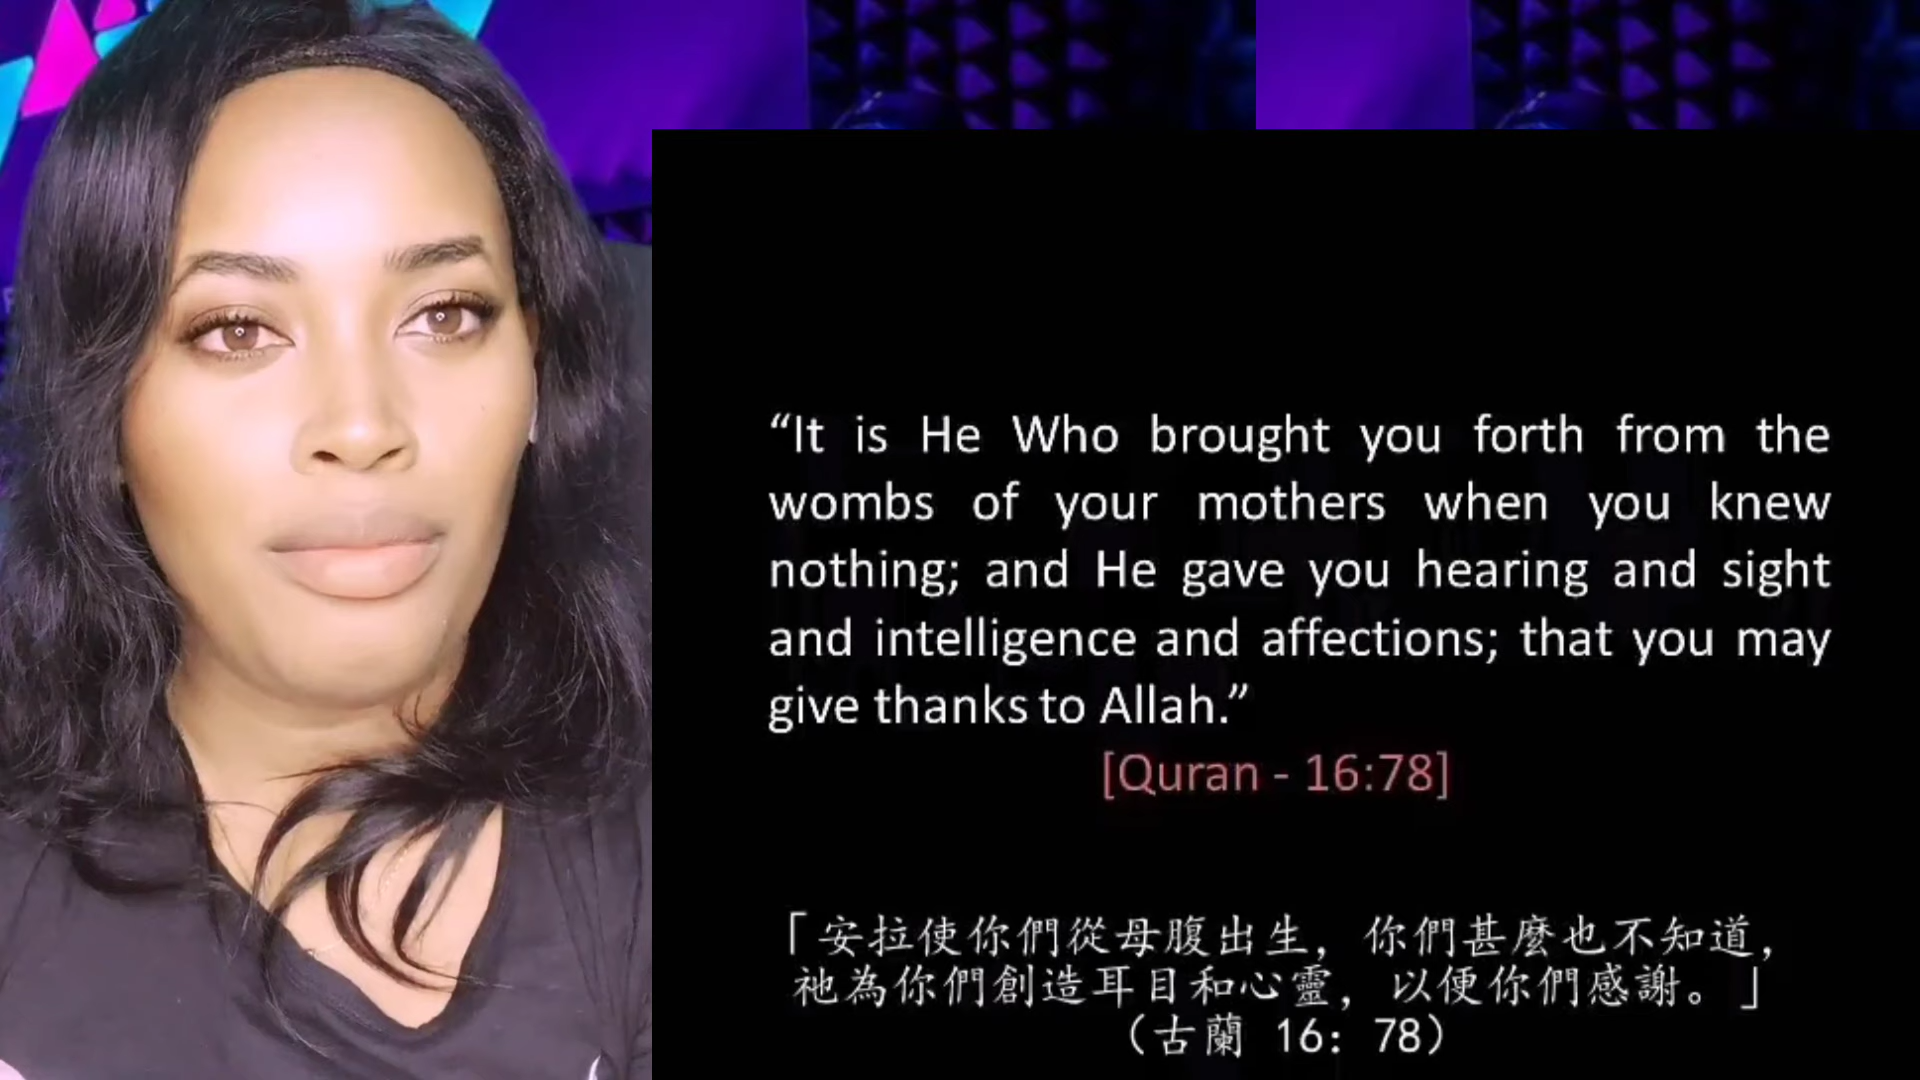 “It is He Who brought you forth from the
wombs of your mothers when you knew
nothing; and He gave you hearing and sight
and intelligence and affections; that you may
give thanks to Allah.”
[Quran - 16:78]
「安拉使你們從母腹出生，你們甚麼也不知道，
祂為你們創造耳目和心靈，以便你們感謝。」
（古蘭 16：78）